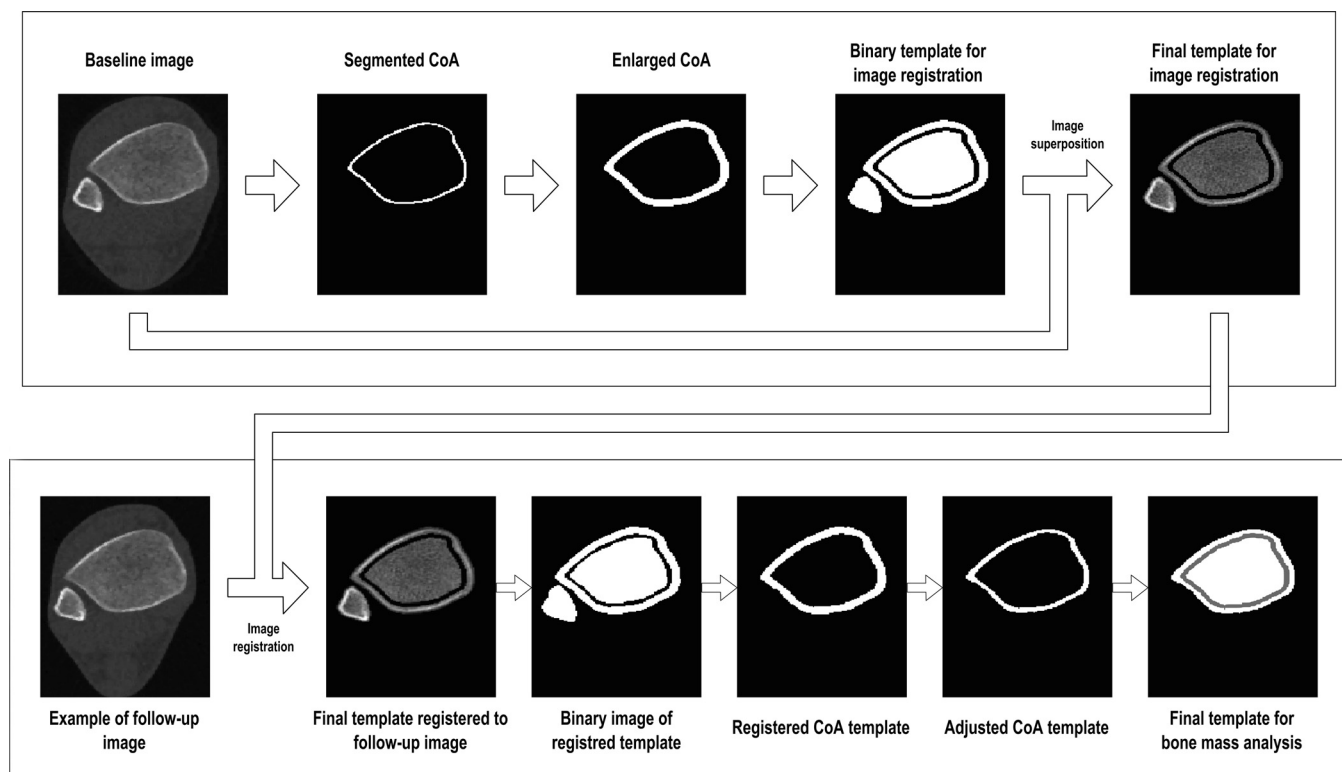 Baseline image
Segmented CoA
Enlarged CoA
Binary template for
image registration
Final template for
image registration
Image
superposition
Image
registration
Example of follow-up
image
Final template registered to
follow-up image
Binary image of
registred template
Registered CoA template
Adjusted CoA template
Final template for
bone mass analysis